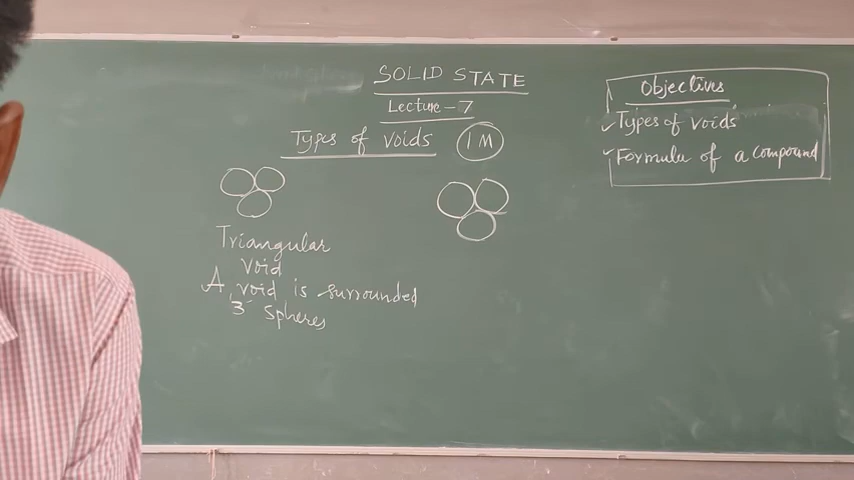 SOLID STATE
Lecture-7
Types of voids 1M
Triangular
void
A void is surrounded
3 spheres
Objectives
✓Types of voids
✓Formula of a compound